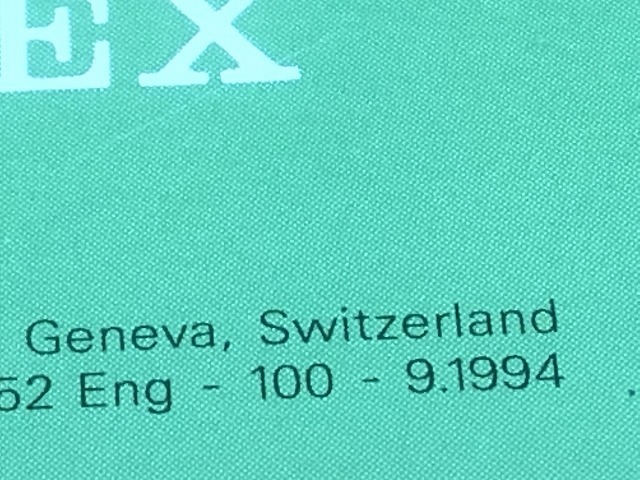 EX
Geneva, Switzerland
52 Eng - 100 - 9.1994